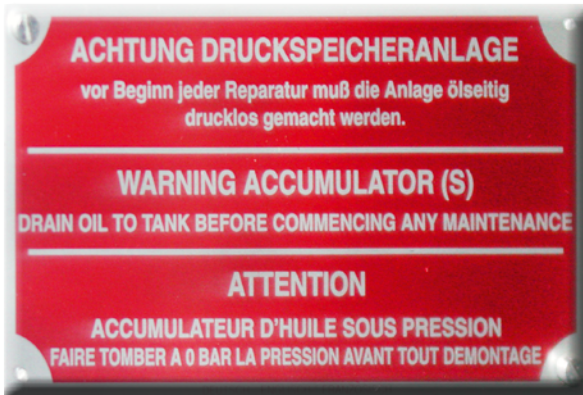 ACHTUNG DRUCKSPEICHERANLAGE
vor Beginn jeder Reparatur muß die Anlage ölseitig
drucklos gemacht werden.
WARNING ACCUMULATOR (S)
DRAIN OIL TO TANK BEFORE COMMENCING ANY MAINTENANCE
ATTENTION
ACCUMULATEUR D'HUILE SOUS PRESSION
FAIRE TOMBER A 0 BAR LA PRESSION AVANT TOUT DEMONTAGE